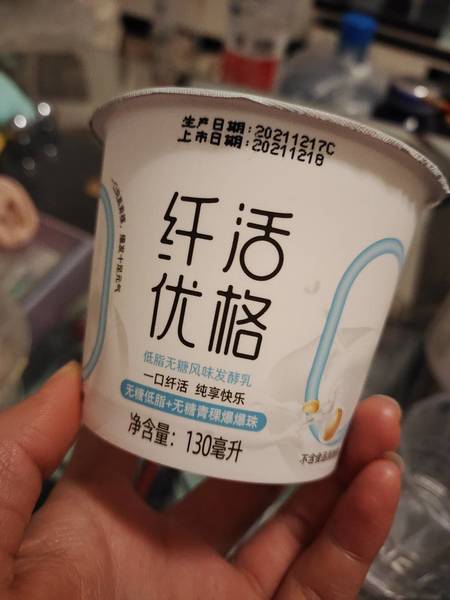 生产日期:20211217C
上市日期:20211218
纤活
优格
低脂无糖风味发酵乳
一口纤活 纯享快乐
无糖低脂+无糖青稞爆爆珠
净含量：130毫升